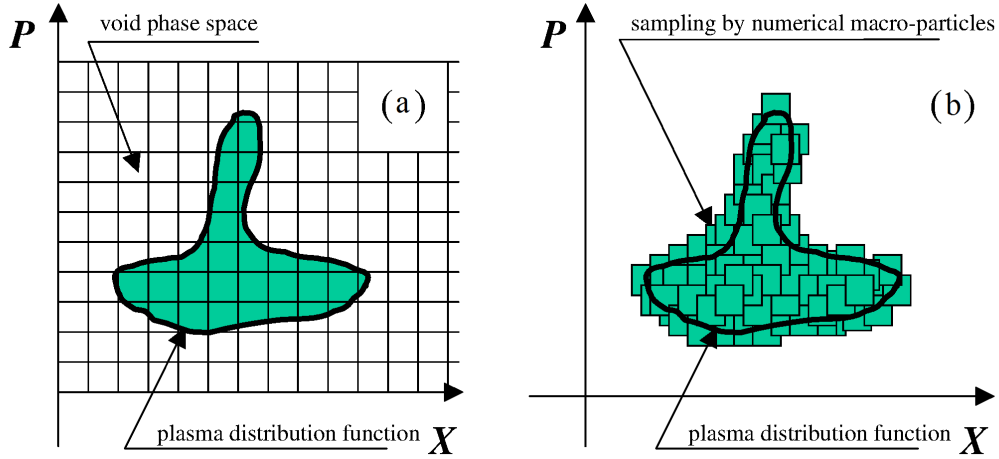 void phase space
P
(a)
plasma distribution function
X
sampling by numerical macro-particles
P
(b)
plasma distribution function
X